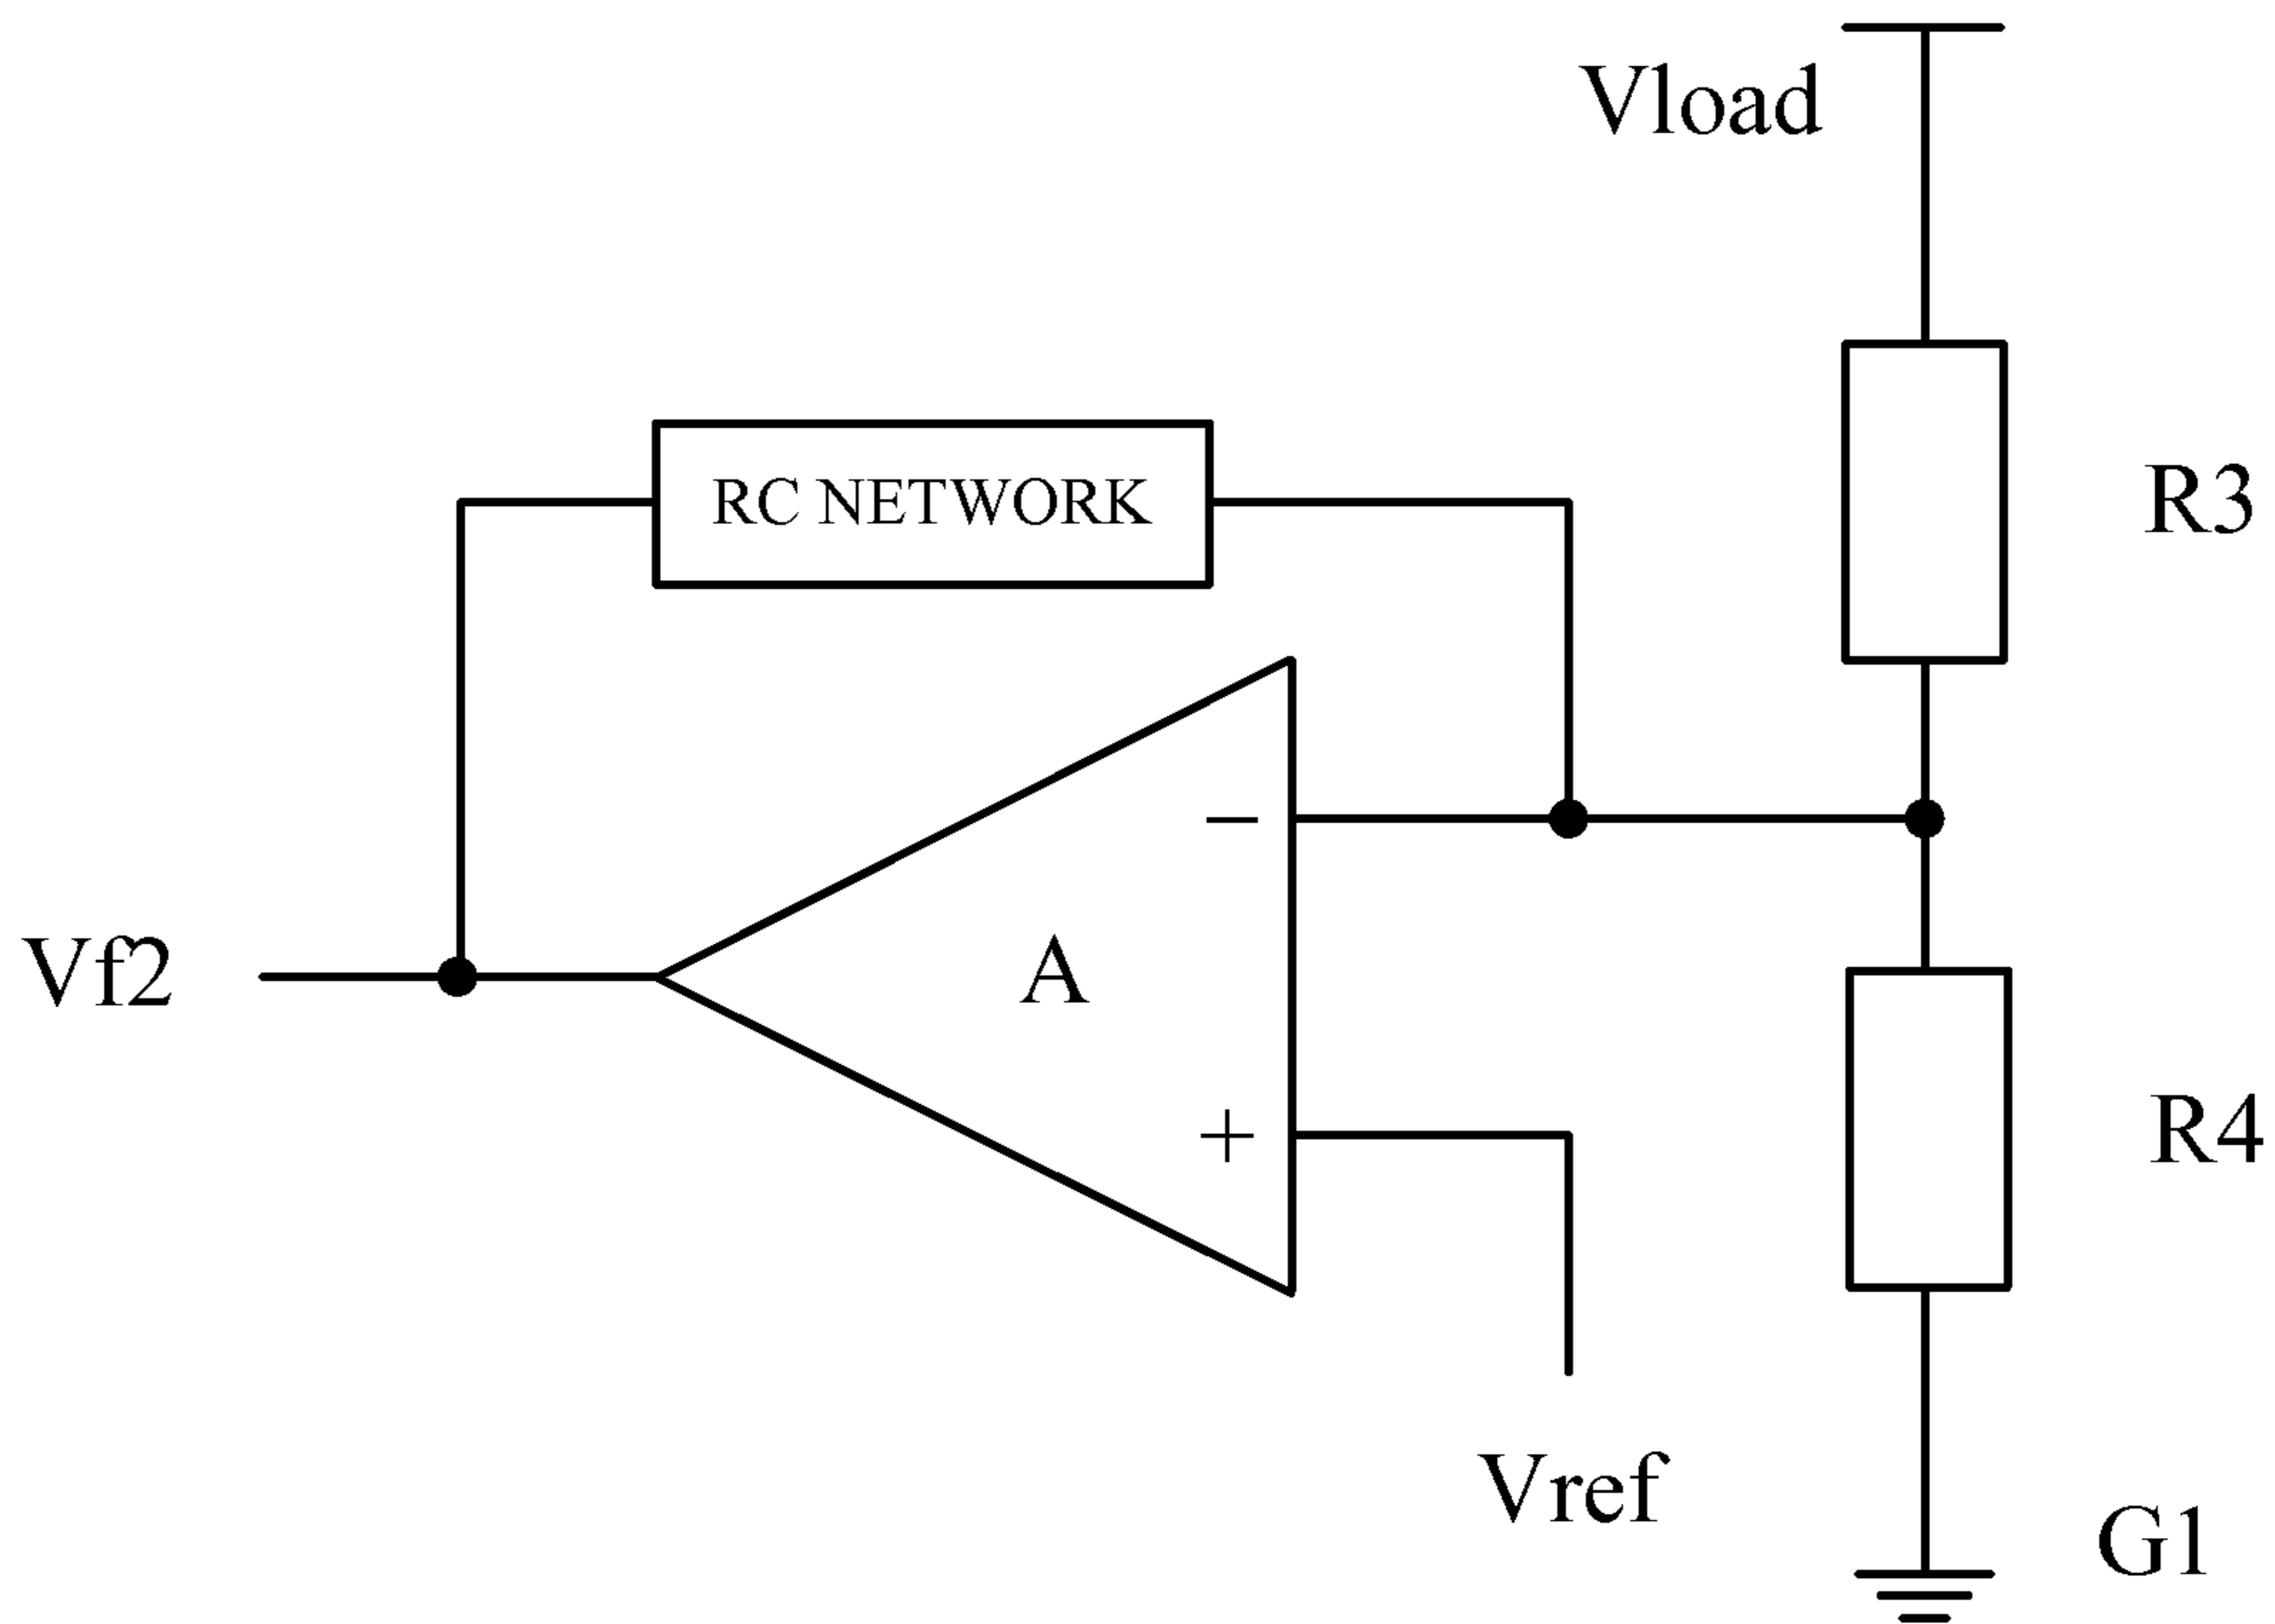 Vload
RC NETWORK
R3
−
Vf2
A
+
R4
Vref
G1